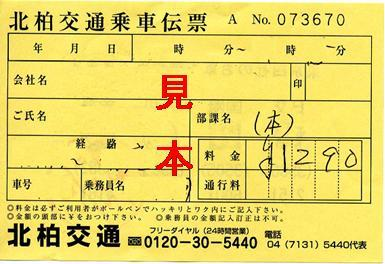 北柏交通乗車伝票 A No. 073670
年 月 日 時 分~ 時 分
会社名 印
ご氏名 部課名 (本)
経路 料金 ¥1290
車号 乗務員名 通行料
見本
○料金は必ずご利用者がボールペンでハッキリとワク内にご記入下さい。
○金額の頭部に¥をおつけ下さい。 ○乗務員の金額記入訂正は不可。
北柏交通 フリーダイヤル(24時間営業) 0120-30-5440 電話 04(7131)5440代表